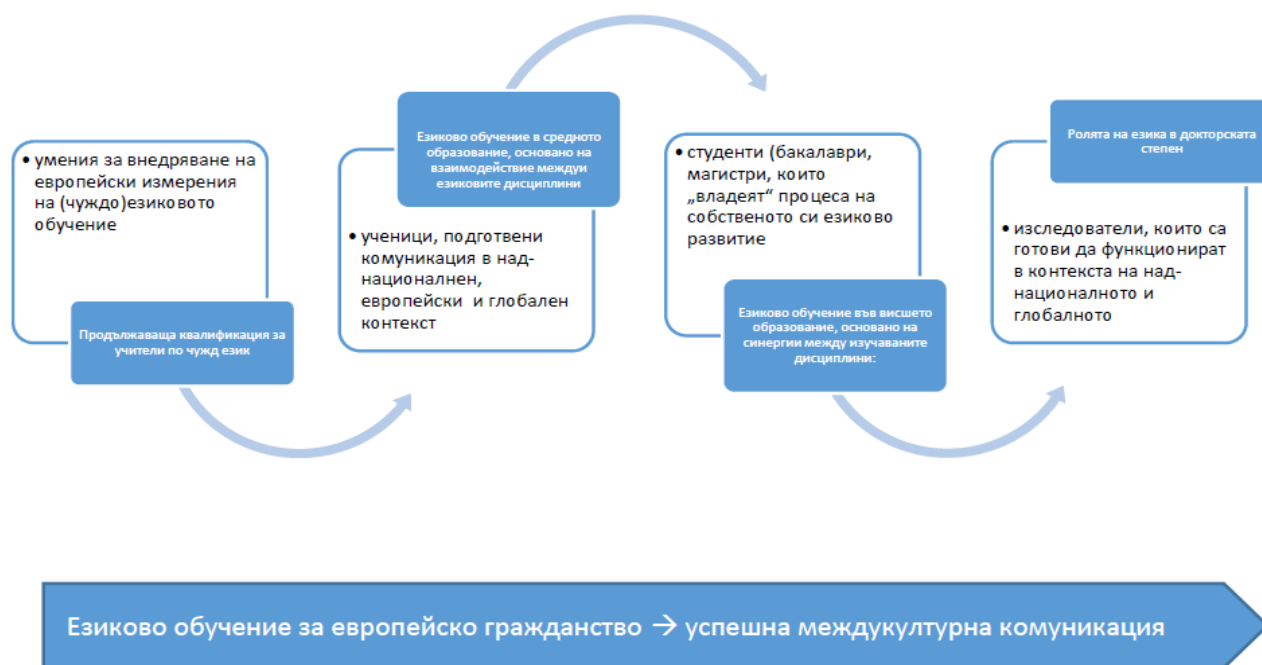 • умения за внедряване на
европейски измерения
на (чуждо)езиковото
обучение
Продължаваща квалификация за
учители по чужд език
Езиково обучение в средното
образование, основано на
взаимодействие междуи
езиковите дисциплини
• ученици, подготвени
комуникация в над-
националнен,
европейски и глобален
контекст
• студенти (бакалаври,
магистри, които
„владеят“ процеса на
собственото си езиково
развитие
Езиково обучение във висшето
образование, основано на
синергии между изучаваните
дисциплини:
Ролята на езика в докторската
степен
• изследователи, които са
готови да функционират
в контекста на над-
националното и
глобалното
Езиково обучение за европейско гражданство → успешна междукултурна комуникация